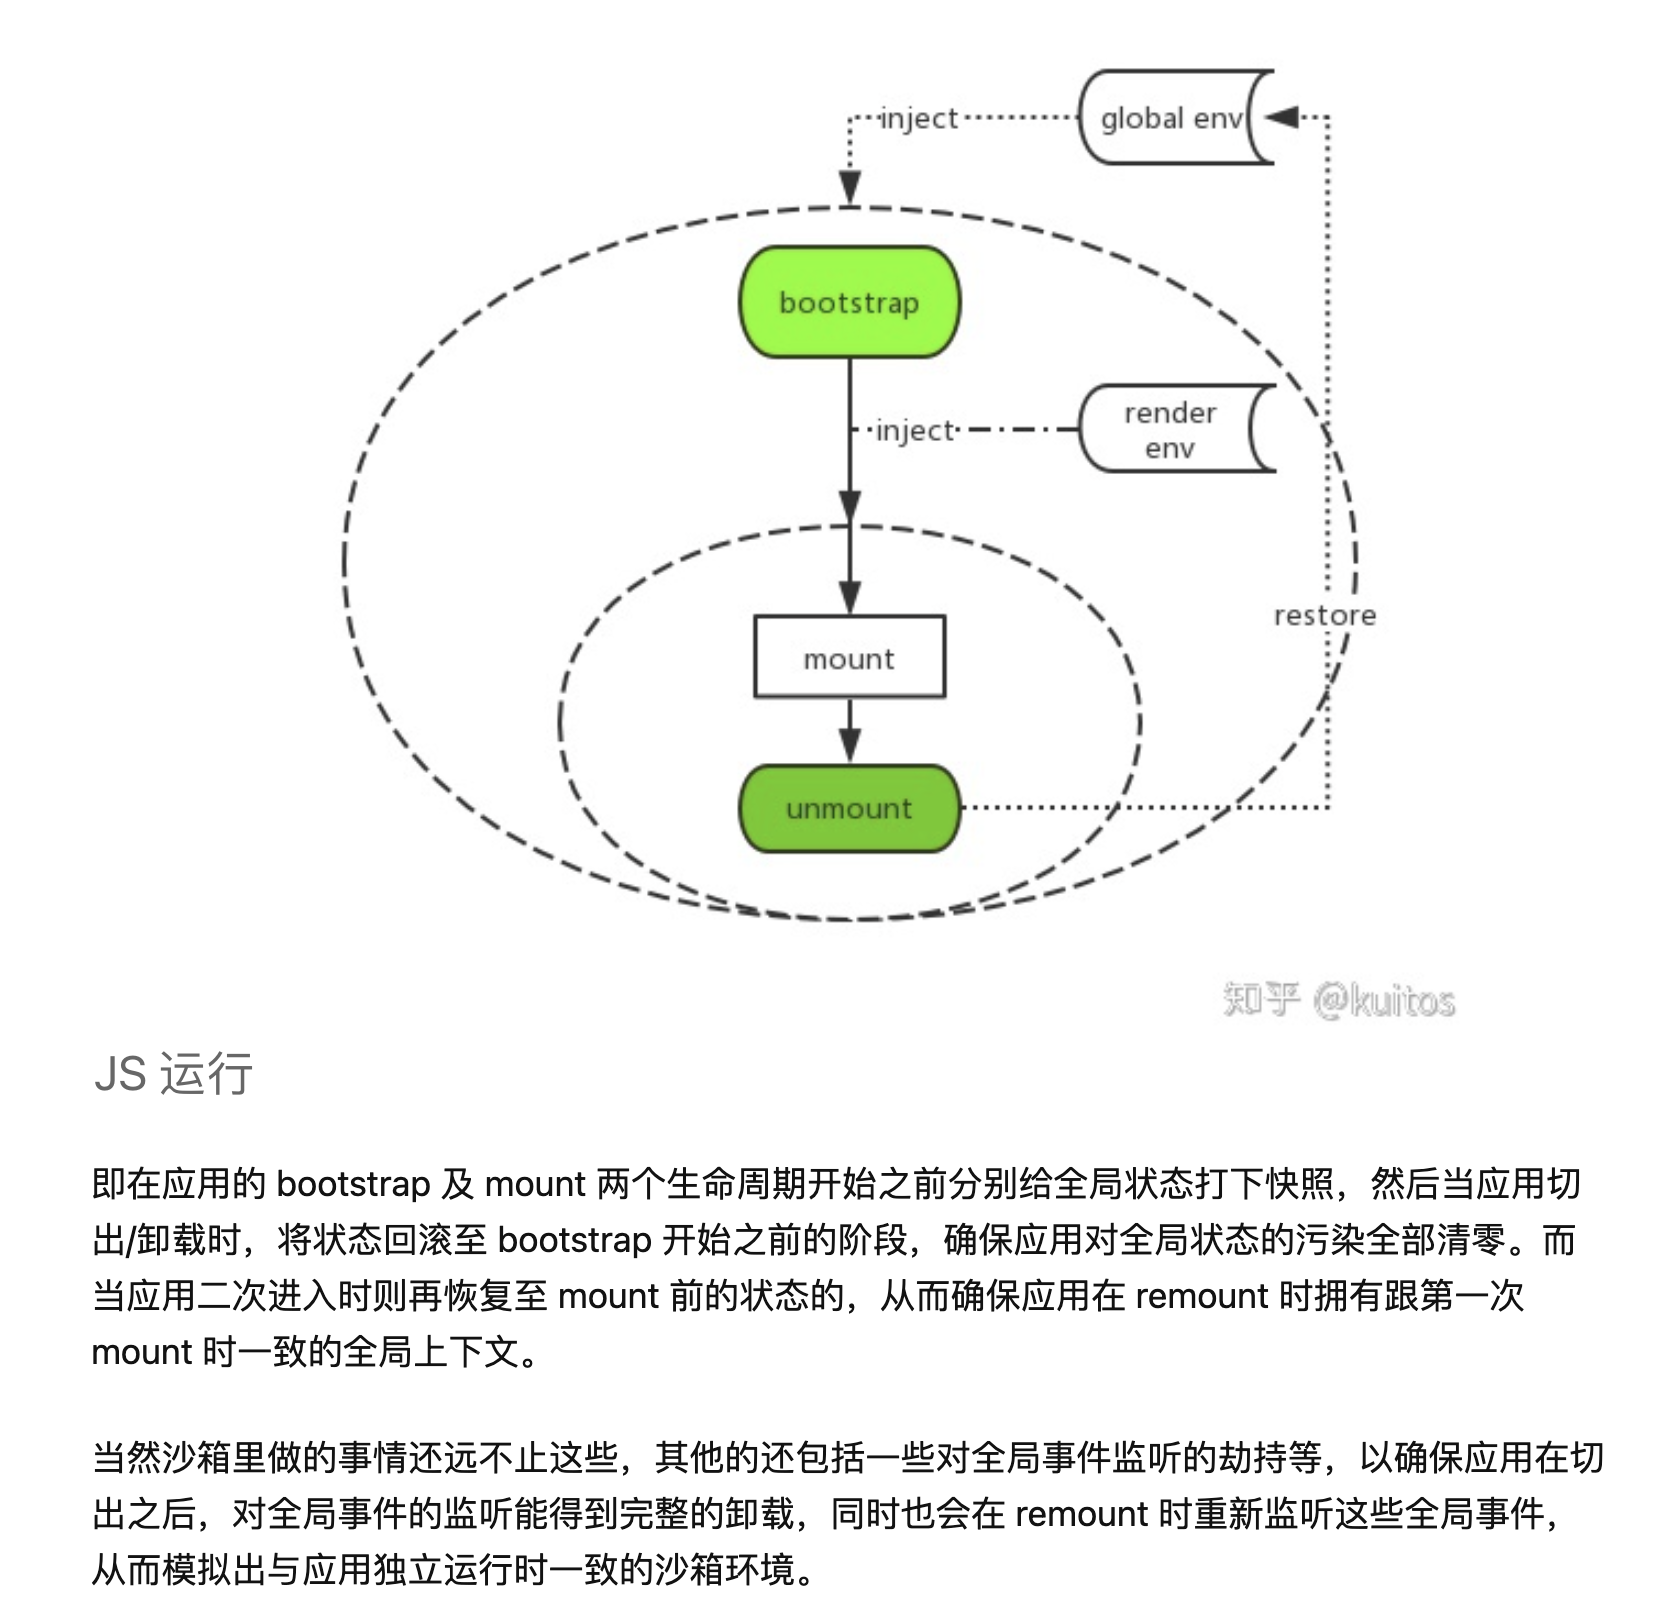 global env
inject
bootstrap
render
env
inject
restore
mount
unmount
知乎 @kuitos
JS 运行
即在应用的 bootstrap 及 mount 两个生命周期开始之前分别给全局状态打下快照，然后当应用切
出/卸载时，将状态回滚至 bootstrap 开始之前的阶段，确保应用对全局状态的污染全部清零。而
当应用二次进入时则再恢复至 mount 前的状态的，从而确保应用在 remount 时拥有跟第一次
mount 时一致的全局上下文。
当然沙箱里做的事情还远不止这些，其他的还包括一些对全局事件监听的劫持等，以确保应用在切
出之后，对全局事件的监听能得到完整的卸载，同时也会在 remount 时重新监听这些全局事件，
从而模拟出与应用独立运行时一致的沙箱环境。